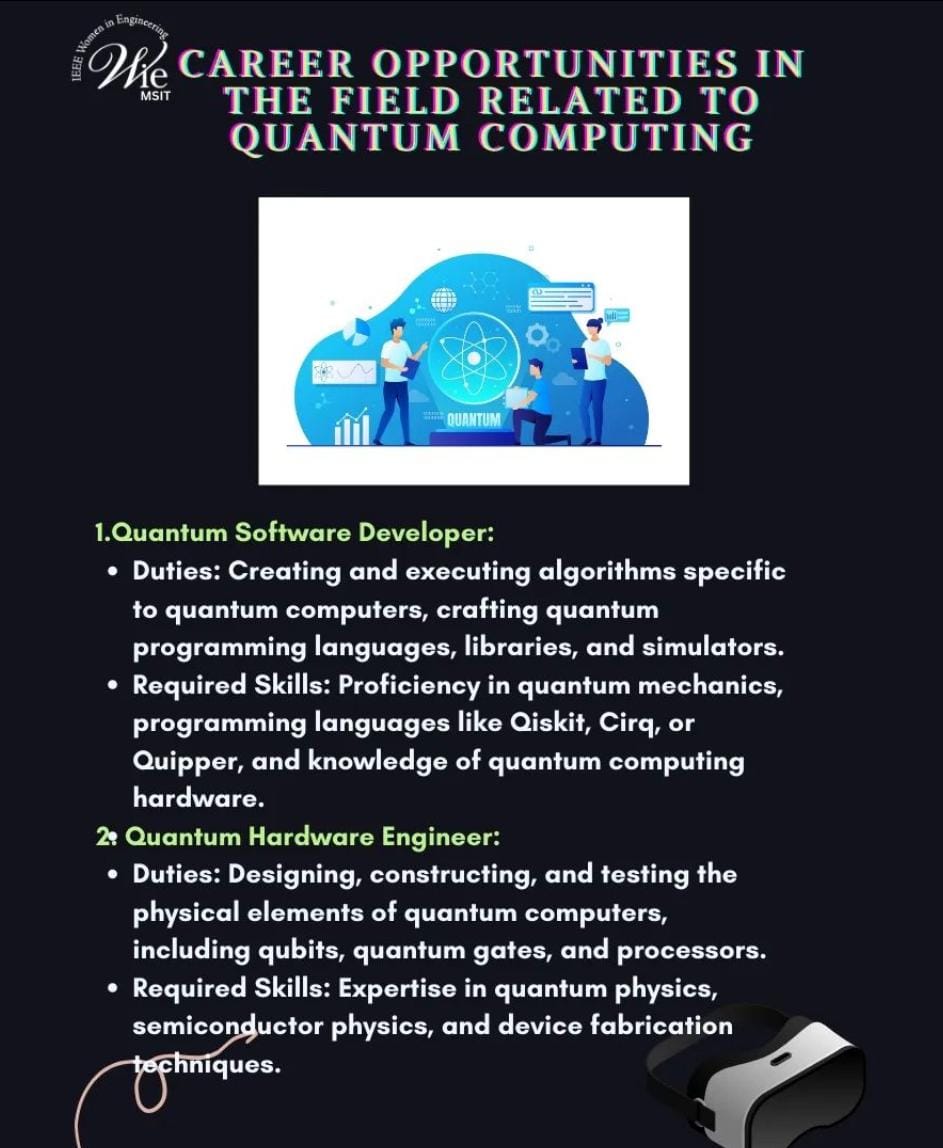 IEEE Women in Engineering
Wie
MSIT
CAREER OPPORTUNITIES IN
THE FIELD RELATED TO
QUANTUM COMPUTING
QUANTUM
1.Quantum Software Developer:
• Duties: Creating and executing algorithms specific
to quantum computers, crafting quantum
programming languages, libraries, and simulators.
• Required Skills: Proficiency in quantum mechanics,
programming languages like Qiskit, Cirq, or
Quipper, and knowledge of quantum computing
hardware.
2. Quantum Hardware Engineer:
• Duties: Designing, constructing, and testing the
physical elements of quantum computers,
including qubits, quantum gates, and processors.
• Required Skills: Expertise in quantum physics,
semiconductor physics, and device fabrication
techniques.